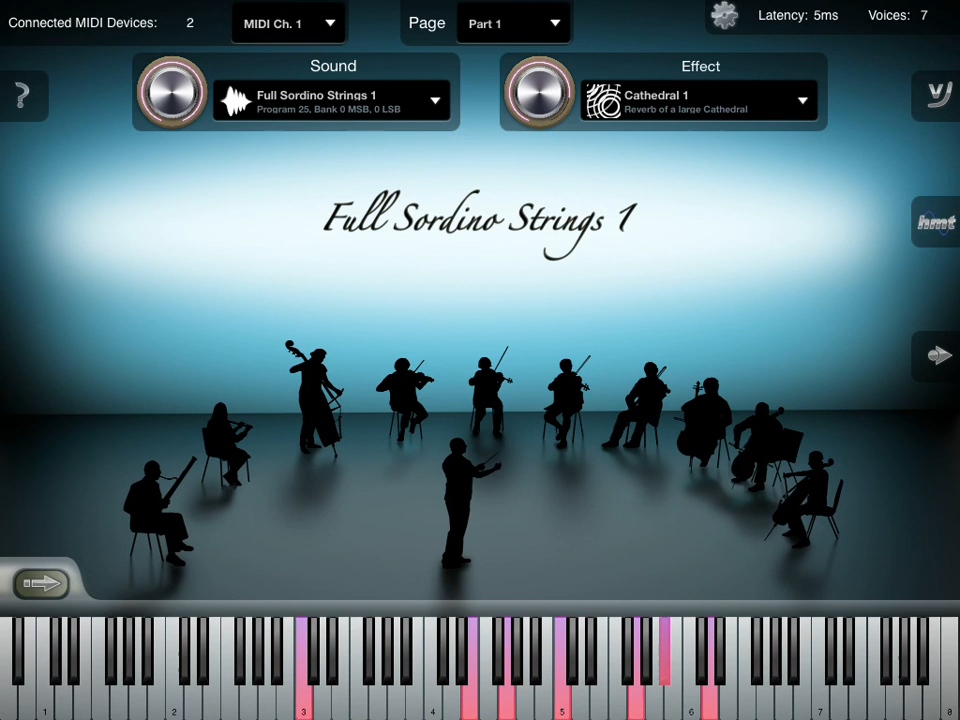 Connected MIDI Devices: 2
MIDI Ch. 1
Page
Part 1
Latency: 5ms
Voices: 7
Sound
Full Sordino Strings 1
Program 25, Bank 0 MSB, 0 LSB
Effect
Cathedral 1
Reverb of a large Cathedral
?
hmt
Full Sordino Strings 1
1 2 3 4 5 6 7 8